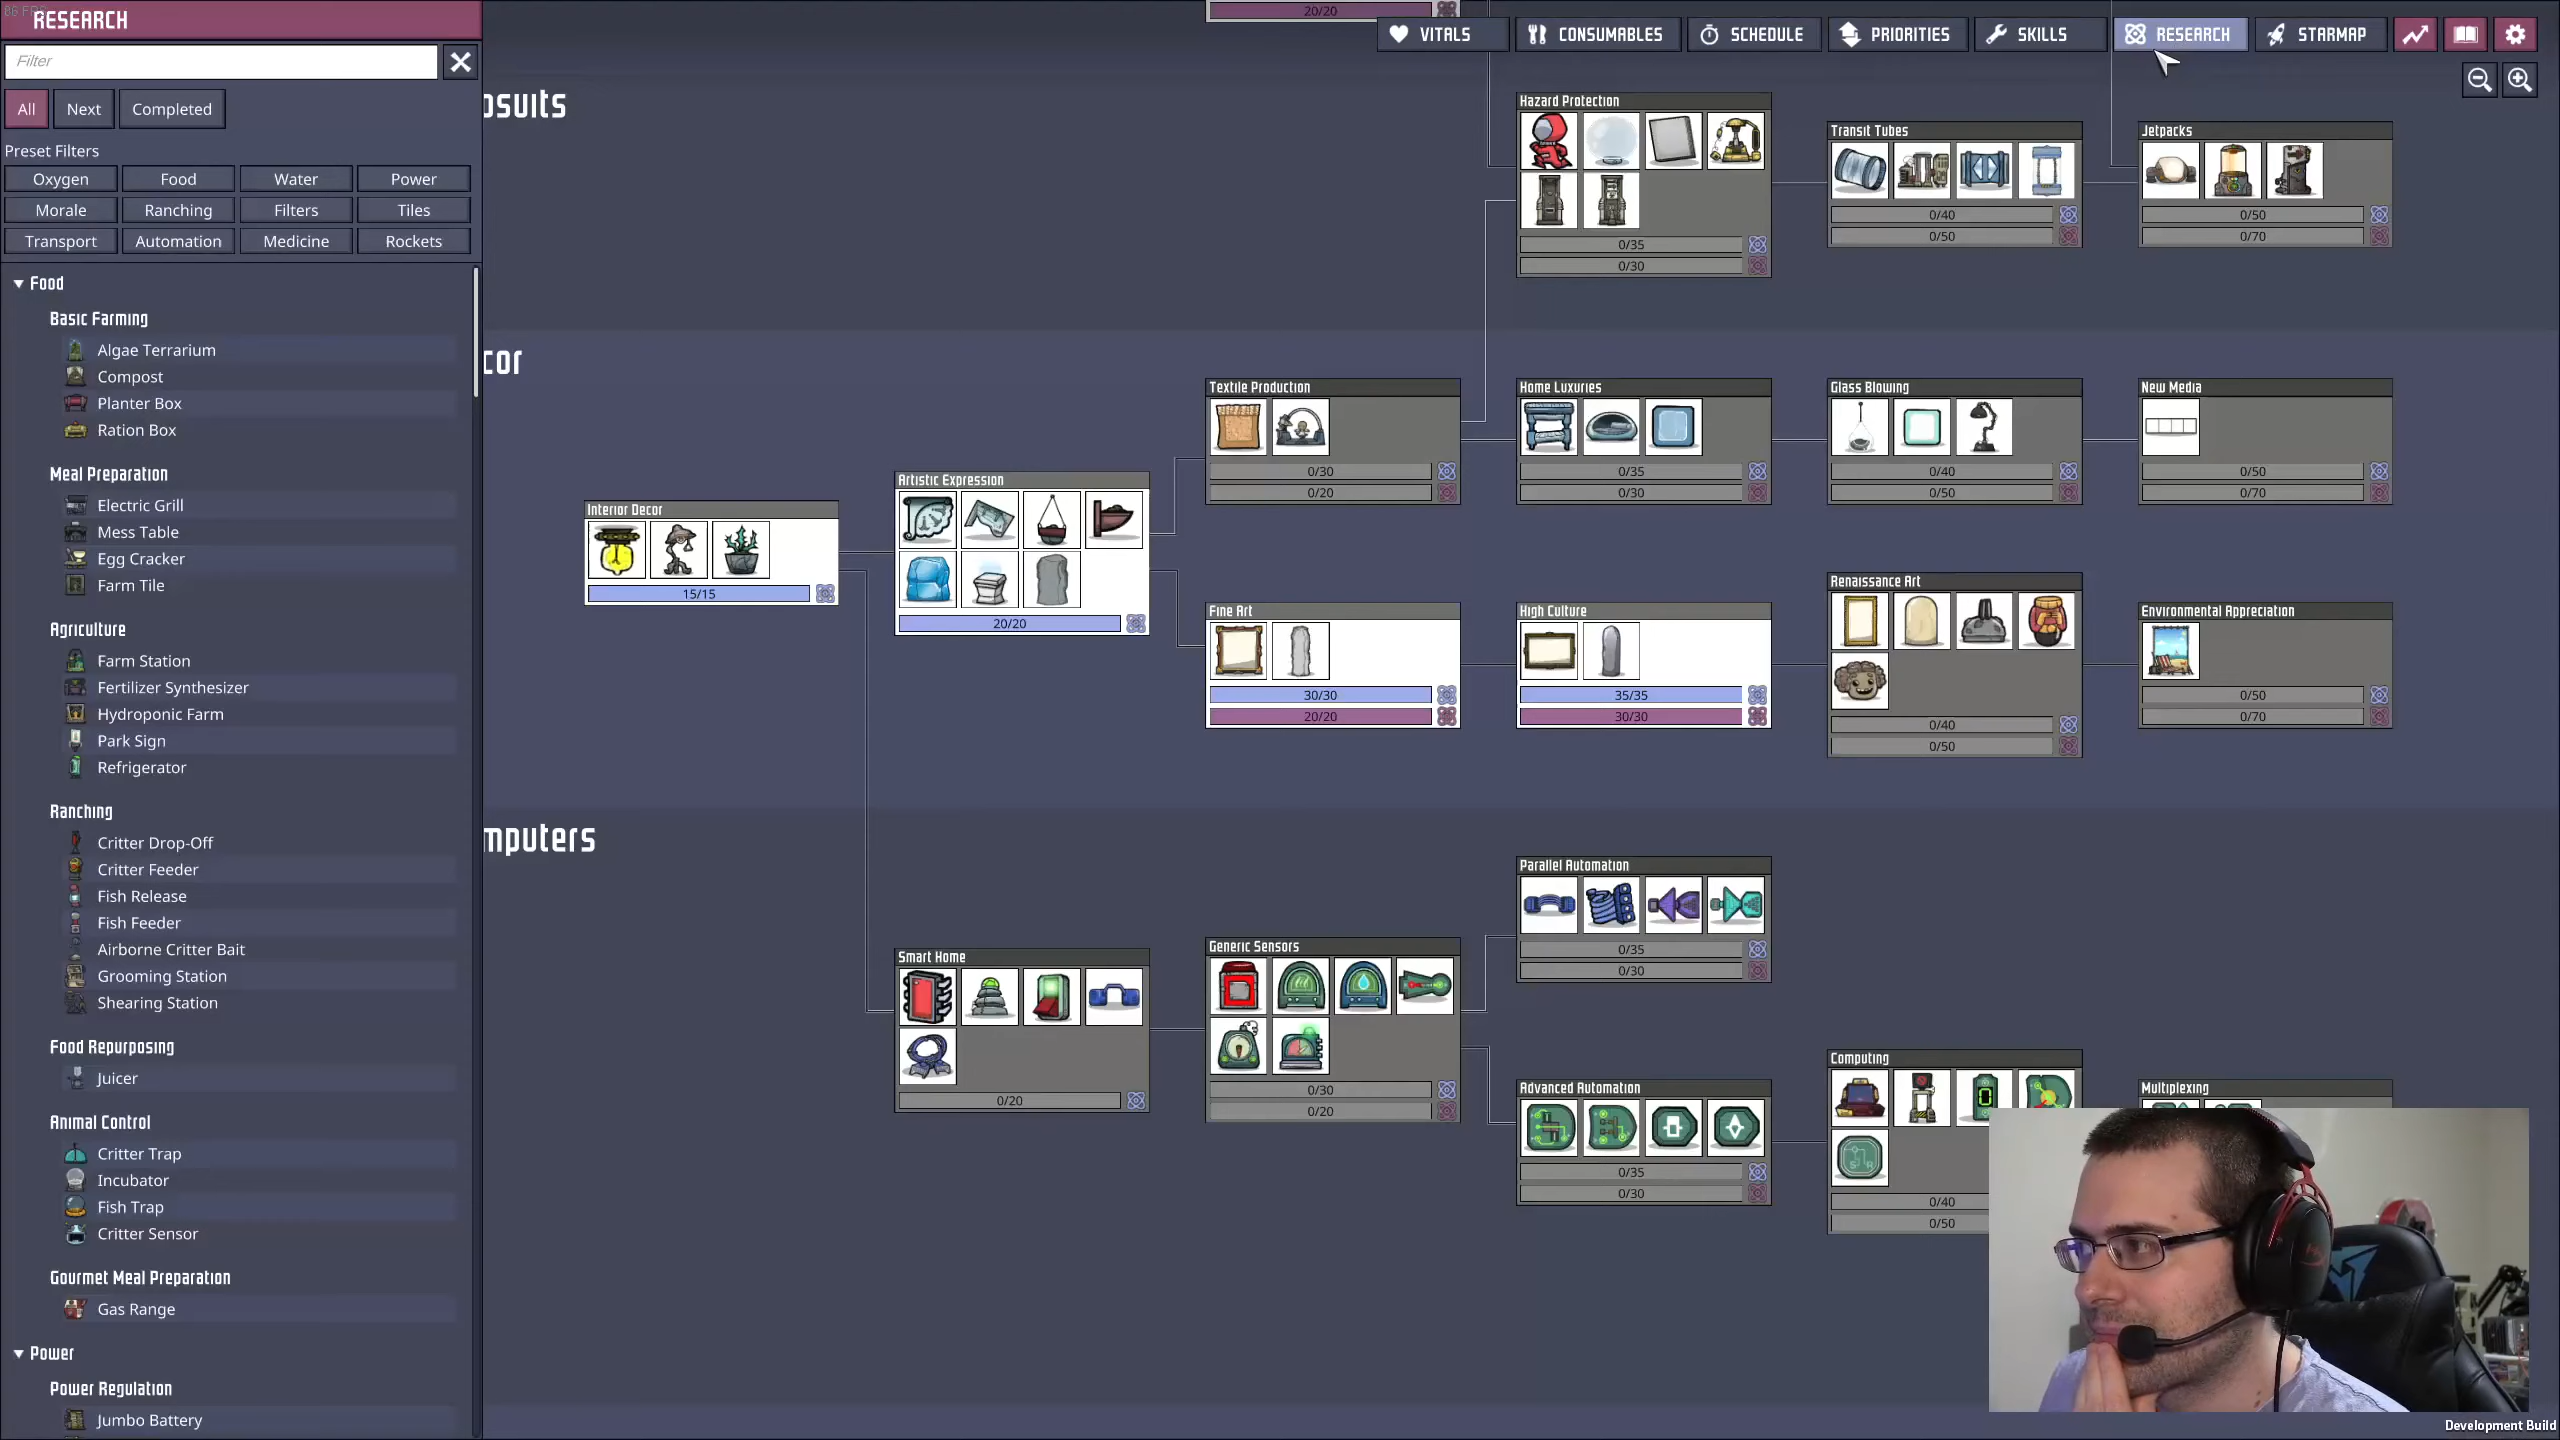 RESEARCH
Filter
All
Next
Completed
Preset Filters
Oxygen
Food
Water
Power
Morale
Ranching
Filters
Tiles
Transport
Automation
Medicine
Rockets
Food
Basic Farming
Algae Terrarium
Compost
Planter Box
Ration Box
Meal Preparation
Electric Grill
Mess Table
Egg Cracker
Farm Tile
Agriculture
Farm Station
Fertilizer Synthesizer
Hydroponic Farm
Park Sign
Refrigerator
Ranching
Critter Drop-Off
Critter Feeder
Fish Release
Fish Feeder
Airborne Critter Bait
Grooming Station
Shearing Station
Food Repurposing
Juicer
Animal Control
Critter Trap
Incubator
Fish Trap
Critter Sensor
Gourmet Meal Preparation
Gas Range
Power
Power Regulation
Jumbo Battery
20/20
VITALS
CONSUMABLES
SCHEDULE
PRIORITIES
SKILLS
RESEARCH
STARMAP
osuits
Hazard Protection
0/35
0/30
Transit Tubes
0/40
0/50
Jetpacks
0/50
0/70
cor
Interior Decor
15/15
Artistic Expression
20/20
Textile Production
0/30
0/20
Home Luxuries
0/35
0/30
Glass Blowing
0/40
0/50
New Media
0/50
0/70
Fine Art
30/30
20/20
High Culture
35/35
30/30
Renaissance Art
0/40
0/50
Environmental Appreciation
0/50
0/70
mputers
Smart Home
0/20
Generic Sensors
0/30
0/20
Parallel Automation
0/35
0/30
Advanced Automation
0/35
0/30
Computing
0/40
0/50
Multiplexing
Development Build